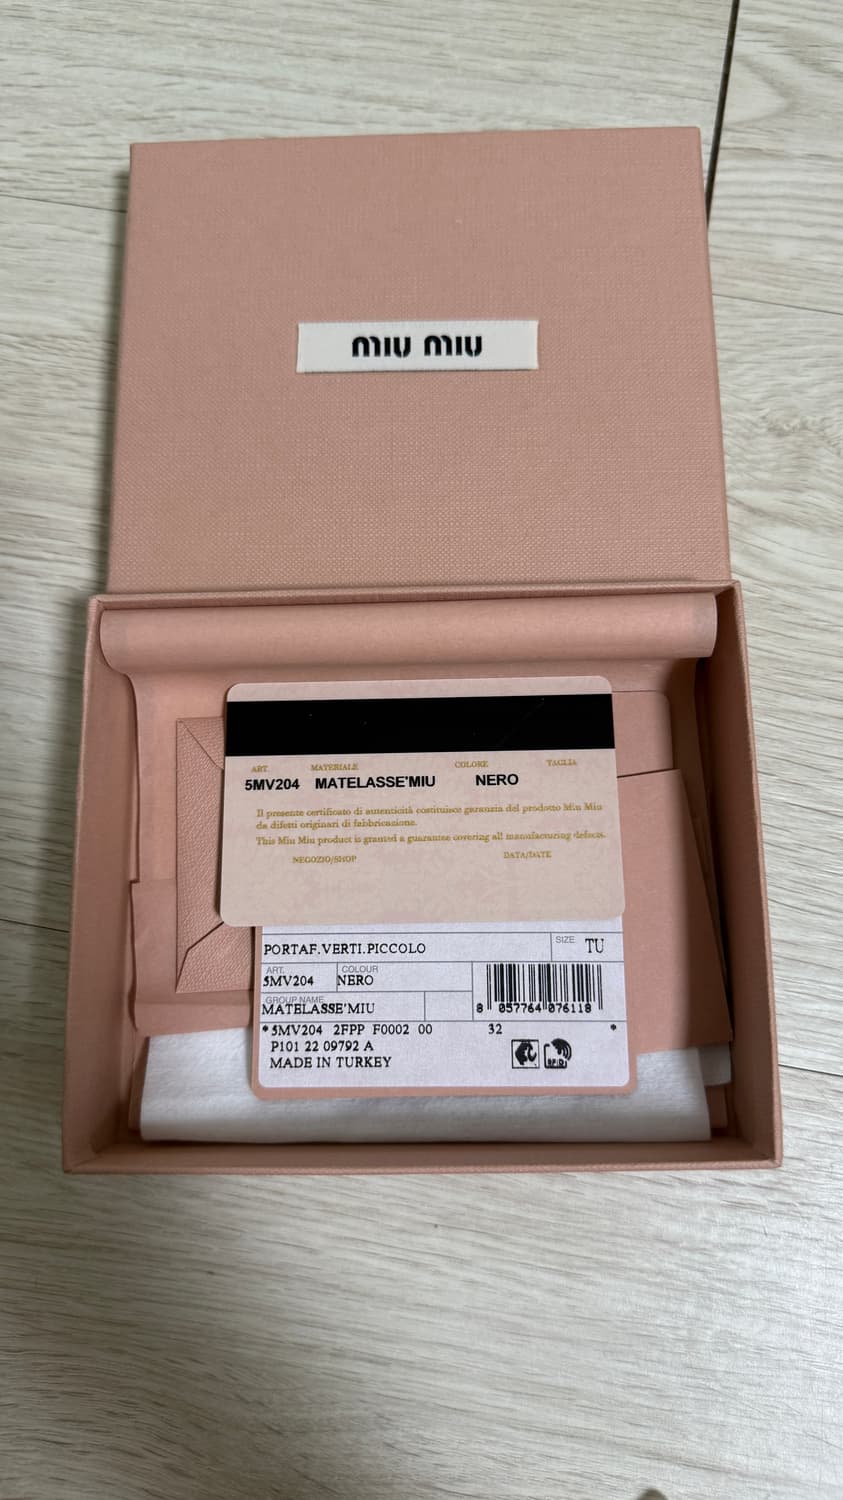 miu miu
ART. MATERIALE COLORE TAGLIA
5MV204 MATELASSE'MIU NERO
Il presente certificato di autenticità costituisce garanzia del prodotto Miu Miu
da difetti originari di fabbricazione.
This Miu Miu product is granted a guarantee covering all manufacturing defects.
NEGOZIO/SHOP DATA/DATE
PORTAF.VERTI.PICCOLO SIZE TU
ART. COLOUR
5MV204 NERO
GROUP NAME
MATELASSE'MIU
8 057764 076118
*5MV204 2FPP F0002 00 32 *
P101 22 09792 A
MADE IN TURKEY
RFID